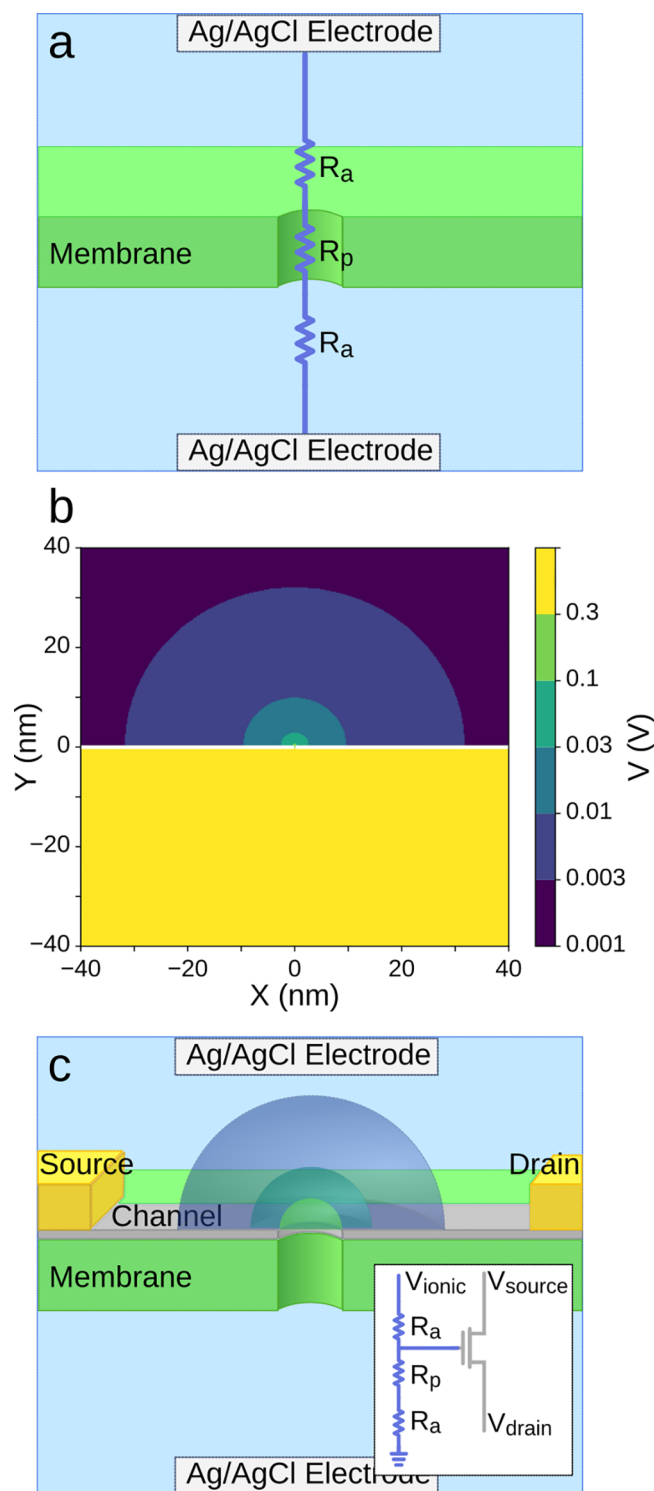 a
Ag/AgCl Electrode
Rₐ
Membrane
Rₚ
Rₐ
Ag/AgCl Electrode
b
40
20
0
−20
−40
Y (nm)
−40
−20
0
20
40
X (nm)
0.3
0.1
0.03
0.01
0.003
0.001
V (V)
c
Ag/AgCl Electrode
Source
Drain
Channel
Membrane
Vionic
Vsource
Rₐ
Rₚ
Rₐ
Vdrain
Ag/AgCl Electrode